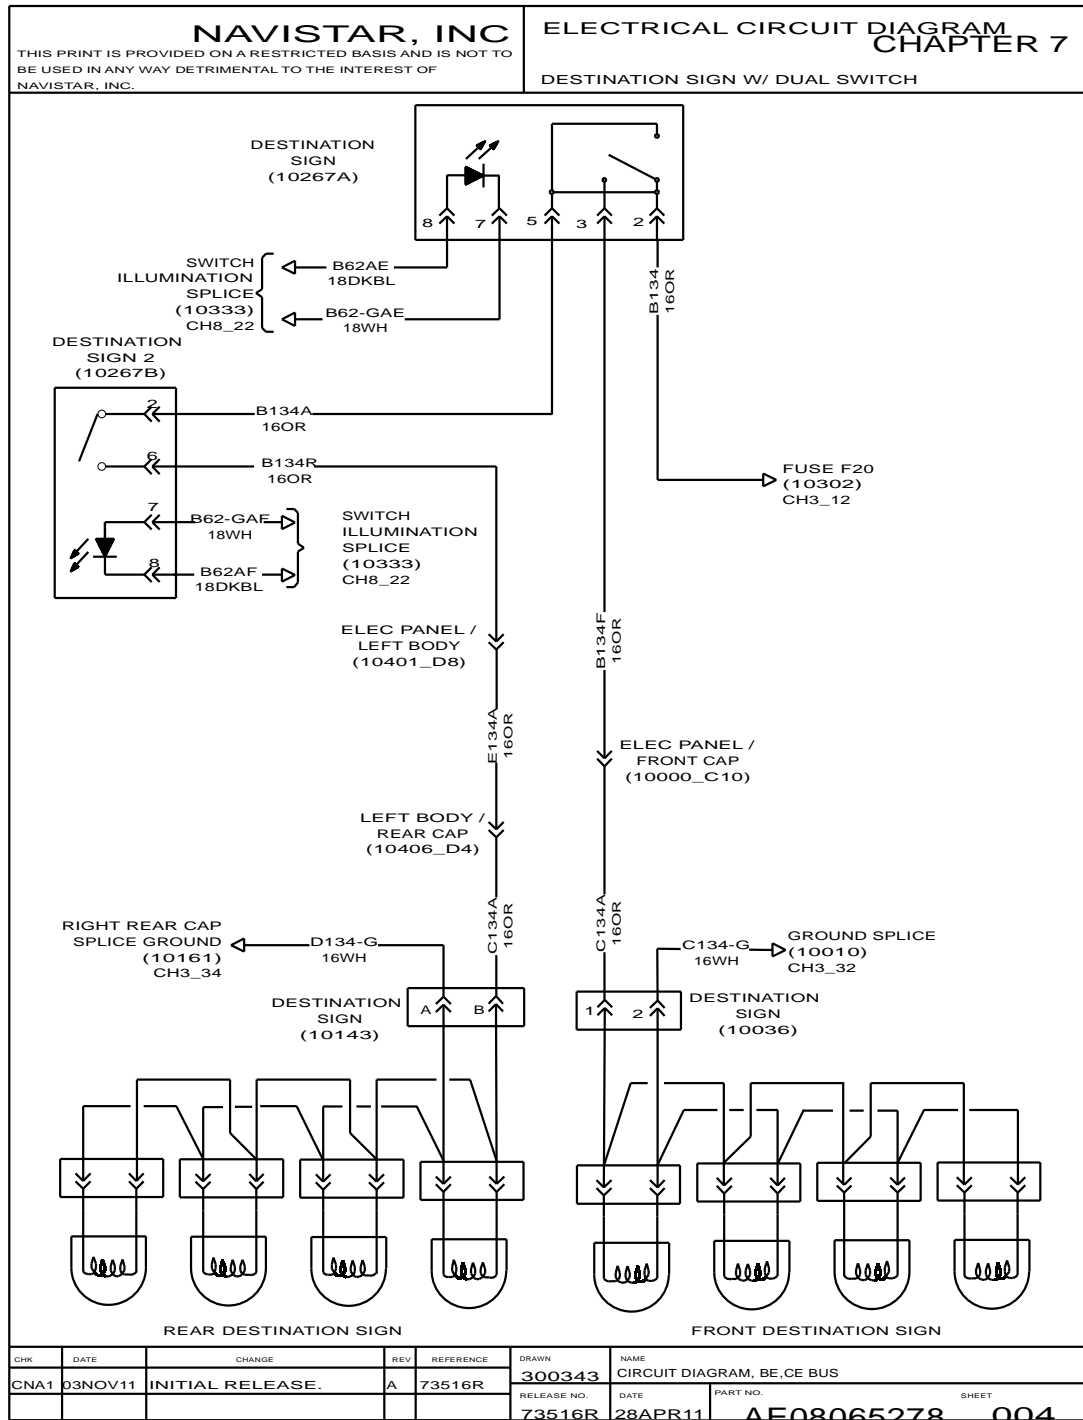 NAVISTAR, INC
THIS PRINT IS PROVIDED ON A RESTRICTED BASIS AND IS NOT TO
BE USED IN ANY WAY DETRIMENTAL TO THE INTEREST OF
NAVISTAR, INC.
ELECTRICAL CIRCUIT DIAGRAM
CHAPTER 7
DESTINATION SIGN W/ DUAL SWITCH
DESTINATION
SIGN
(10267A)
8
7
5
3
2
SWITCH
ILLUMINATION
SPLICE
(10333)
CH8_22
B62AE
18DKBL
B62-GAE
18WH
B134
16OR
DESTINATION
SIGN 2
(10267B)
2
B134A
16OR
6
B134R
16OR
7
B62-GAF
18WH
8
B62AF
18DKBL
SWITCH
ILLUMINATION
SPLICE
(10333)
CH8_22
FUSE F20
(10302)
CH3_12
ELEC PANEL /
LEFT BODY
(10401_D8)
B134F
16OR
E134A
16OR
ELEC PANEL /
FRONT CAP
(10000_C10)
LEFT BODY /
REAR CAP
(10406_D4)
C134A
16OR
C134A
16OR
RIGHT REAR CAP
SPLICE GROUND
(10161)
CH3_34
D134-G
16WH
C134-G
16WH
GROUND SPLICE
(10010)
CH3_32
DESTINATION
SIGN
(10143)
A
B
1
2
DESTINATION
SIGN
(10036)
REAR DESTINATION SIGN
FRONT DESTINATION SIGN
CHK DATE CHANGE REV REFERENCE
CNA1 03NOV11 INITIAL RELEASE. A 73516R
DRAWN
300343
NAME
CIRCUIT DIAGRAM, BE,CE BUS
RELEASE NO.
73516R
DATE
28APR11
PART NO.
AE08065278
SHEET
004